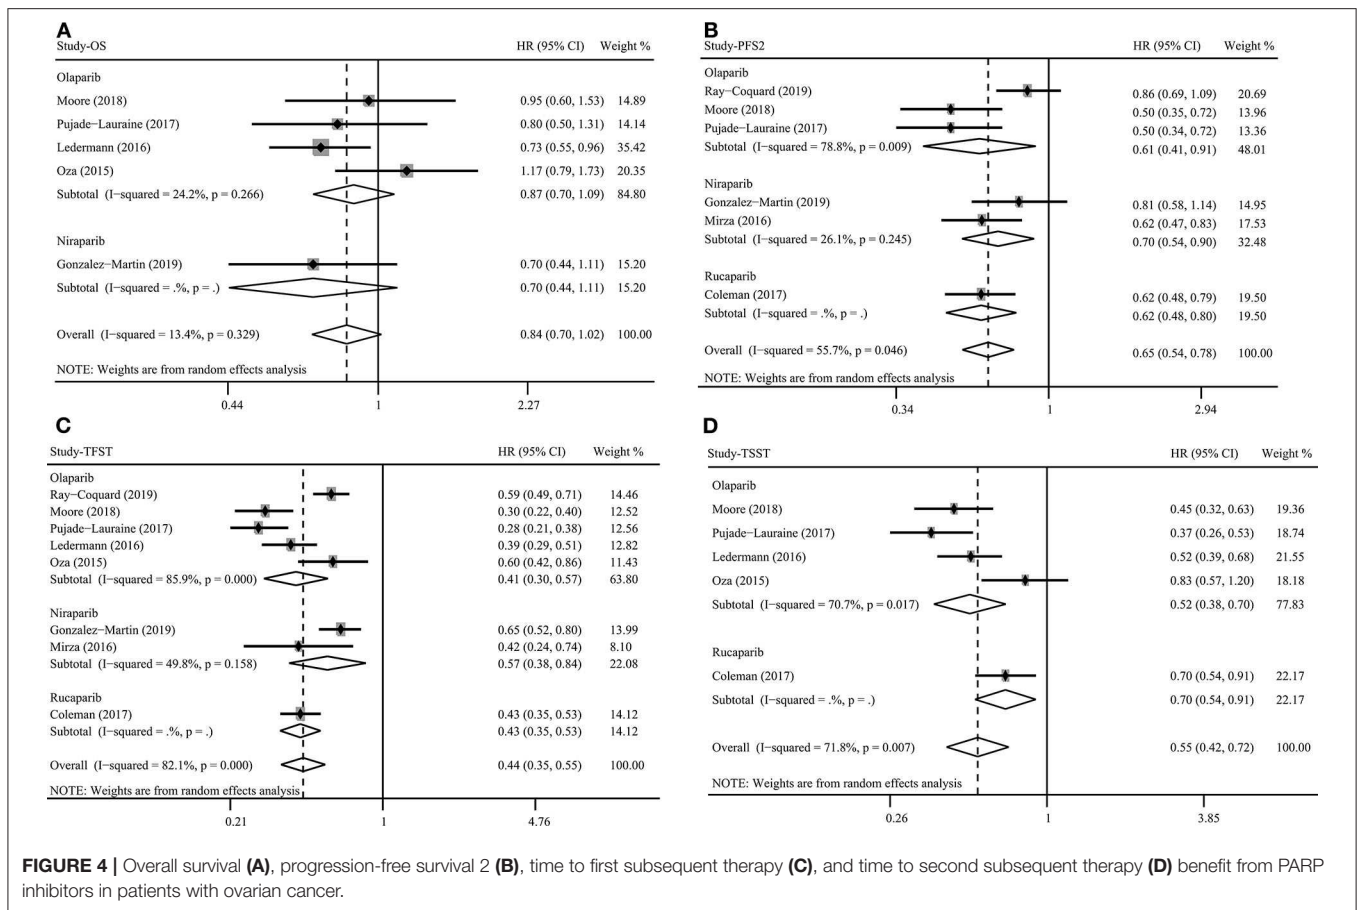 A
Study-OS HR (95% CI) Weight %
Olaparib
Moore (2018) 0.95 (0.60, 1.53) 14.89
Pujade−Lauraine (2017) 0.80 (0.50, 1.31) 14.14
Ledermann (2016) 0.73 (0.55, 0.96) 35.42
Oza (2015) 1.17 (0.79, 1.73) 20.35
Subtotal (I−squared = 24.2%, p = 0.266) 0.87 (0.70, 1.09) 84.80
Niraparib
Gonzalez−Martin (2019) 0.70 (0.44, 1.11) 15.20
Subtotal (I−squared = .%, p = .) 0.70 (0.44, 1.11) 15.20
Overall (I−squared = 13.4%, p = 0.329) 0.84 (0.70, 1.02) 100.00
NOTE: Weights are from random effects analysis
0.44 1 2.27
B
Study-PFS2 HR (95% CI) Weight %
Olaparib
Ray−Coquard (2019) 0.86 (0.69, 1.09) 20.69
Moore (2018) 0.50 (0.35, 0.72) 13.96
Pujade−Lauraine (2017) 0.50 (0.34, 0.72) 13.36
Subtotal (I−squared = 78.8%, p = 0.009) 0.61 (0.41, 0.91) 48.01
Niraparib
Gonzalez−Martin (2019) 0.81 (0.58, 1.14) 14.95
Mirza (2016) 0.62 (0.47, 0.83) 17.53
Subtotal (I−squared = 26.1%, p = 0.245) 0.70 (0.54, 0.90) 32.48
Rucaparib
Coleman (2017) 0.62 (0.48, 0.79) 19.50
Subtotal (I−squared = .%, p = .) 0.62 (0.48, 0.80) 19.50
Overall (I−squared = 55.7%, p = 0.046) 0.65 (0.54, 0.78) 100.00
NOTE: Weights are from random effects analysis
0.34 1 2.94
C
Study-TFST HR (95% CI) Weight %
Olaparib
Ray−Coquard (2019) 0.59 (0.49, 0.71) 14.46
Moore (2018) 0.30 (0.22, 0.40) 12.52
Pujade−Lauraine (2017) 0.28 (0.21, 0.38) 12.56
Ledermann (2016) 0.39 (0.29, 0.51) 12.82
Oza (2015) 0.60 (0.42, 0.86) 11.43
Subtotal (I−squared = 85.9%, p = 0.000) 0.41 (0.30, 0.57) 63.80
Niraparib
Gonzalez−Martin (2019) 0.65 (0.52, 0.80) 13.99
Mirza (2016) 0.42 (0.24, 0.74) 8.10
Subtotal (I−squared = 49.8%, p = 0.158) 0.57 (0.38, 0.84) 22.08
Rucaparib
Coleman (2017) 0.43 (0.35, 0.53) 14.12
Subtotal (I−squared = .%, p = .) 0.43 (0.35, 0.53) 14.12
Overall (I−squared = 82.1%, p = 0.000) 0.44 (0.35, 0.55) 100.00
NOTE: Weights are from random effects analysis
0.21 1 4.76
D
Study-TSST HR (95% CI) Weight %
Olaparib
Moore (2018) 0.45 (0.32, 0.63) 19.36
Pujade−Lauraine (2017) 0.37 (0.26, 0.53) 18.74
Ledermann (2016) 0.52 (0.39, 0.68) 21.55
Oza (2015) 0.83 (0.57, 1.20) 18.18
Subtotal (I−squared = 70.7%, p = 0.017) 0.52 (0.38, 0.70) 77.83
Rucaparib
Coleman (2017) 0.70 (0.54, 0.91) 22.17
Subtotal (I−squared = .%, p = .) 0.70 (0.54, 0.91) 22.17
Overall (I−squared = 71.8%, p = 0.007) 0.55 (0.42, 0.72) 100.00
NOTE: Weights are from random effects analysis
0.26 1 3.85
FIGURE 4 | Overall survival (A), progression-free survival 2 (B), time to first subsequent therapy (C), and time to second subsequent therapy (D) benefit from PARP
inhibitors in patients with ovarian cancer.